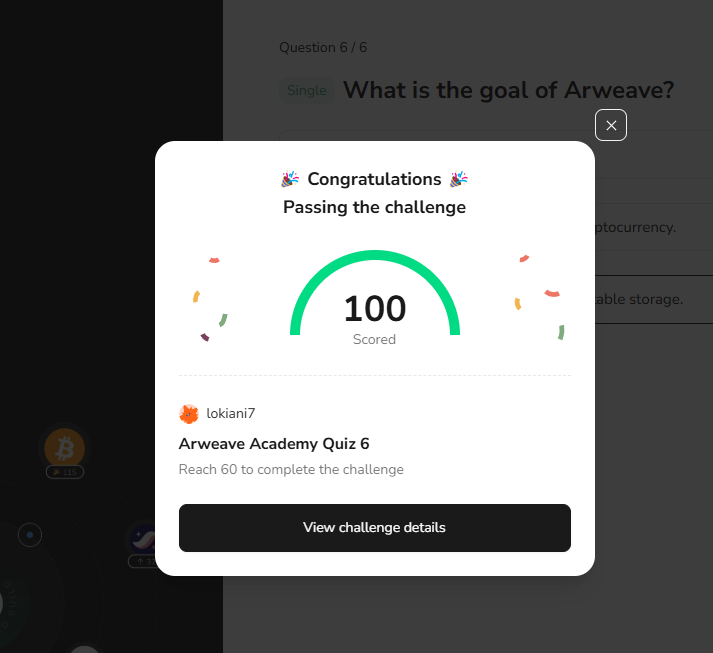 Question 6 / 6
Single What is the goal of Arweave?
Congratulations
Passing the challenge
ptocurrency.
able storage.
100
Scored
lokiani7
Arweave Academy Quiz 6
Reach 60 to complete the challenge
View challenge details